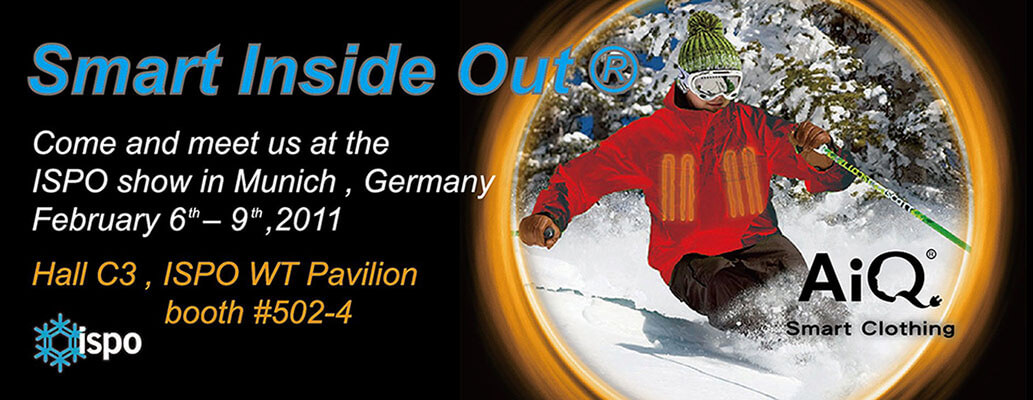 Smart Inside Out ®
Come and meet us at the
ISPO show in Munich , Germany
February 6th – 9th ,2011
Hall C3 , ISPO WT Pavilion
booth #502-4
ispo
AiQ®
Smart Clothing